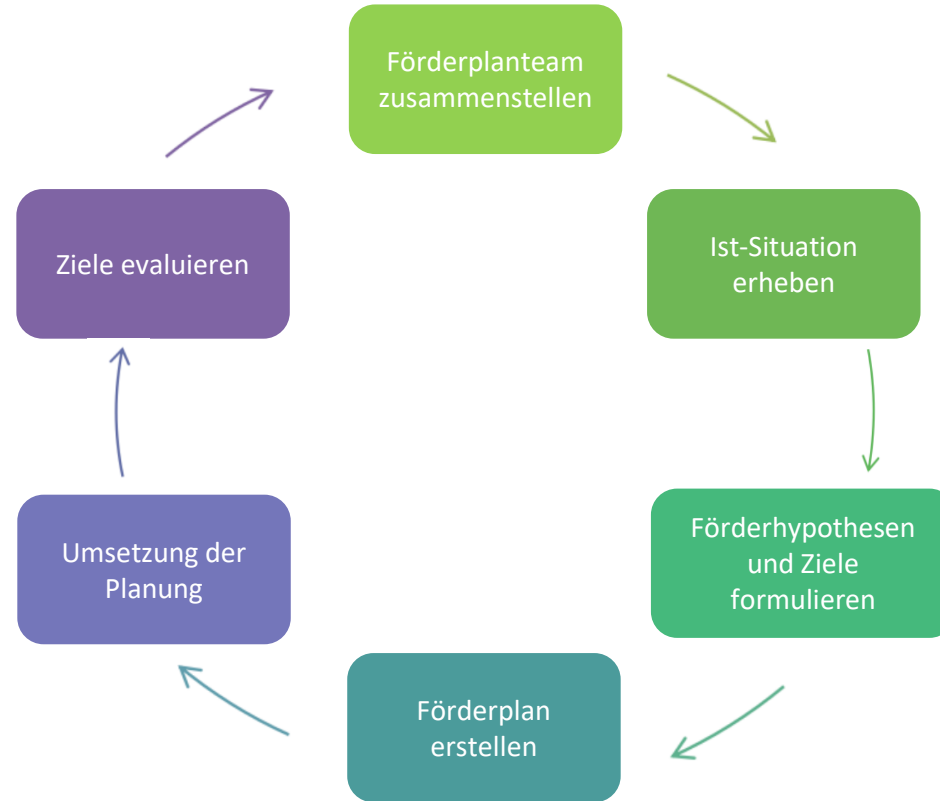 Förderplanteam
zusammenstellen
Ist-Situation
erheben
Förderhypothesen
und Ziele
formulieren
Förderplan
erstellen
Umsetzung der
Planung
Ziele evaluieren